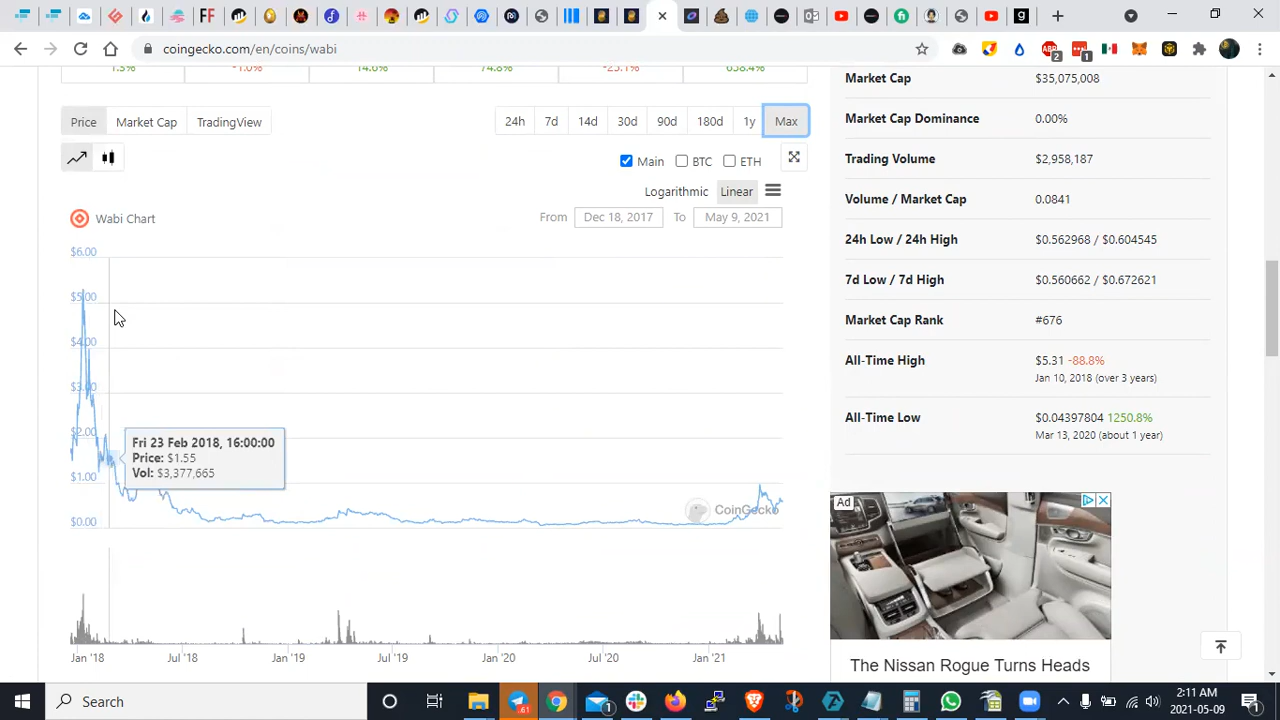 coingecko.com/en/coins/wabi
2
1
1.3%
-1.0%
14.6%
74.8%
-25.1%
658.4%
Price
Market Cap
TradingView
24h
7d
14d
30d
90d
180d
1y
Max
Main
BTC
ETH
Logarithmic
Linear
Wabi Chart
From
Dec 18, 2017
To
May 9, 2021
$6.00
$5.00
$4.00
$3.00
$2.00
$1.00
$0.00
Fri 23 Feb 2018, 16:00:00
Price: $1.55
Vol: $3,377,665
CoinGecko
Jan '18
Jul '18
Jan '19
Jul '19
Jan '20
Jul '20
Jan '21
Market Cap
$35,075,008
Market Cap Dominance
0.00%
Trading Volume
$2,958,187
Volume / Market Cap
0.0841
24h Low / 24h High
$0.562968 / $0.604545
7d Low / 7d High
$0.560662 / $0.672621
Market Cap Rank
#676
All-Time High
$5.31 -88.8%
Jan 10, 2018 (over 3 years)
All-Time Low
$0.04397804 1250.8%
Mar 13, 2020 (about 1 year)
Ad
The Nissan Rogue Turns Heads
Search
.61
1
2:11 AM
2021-05-09
1